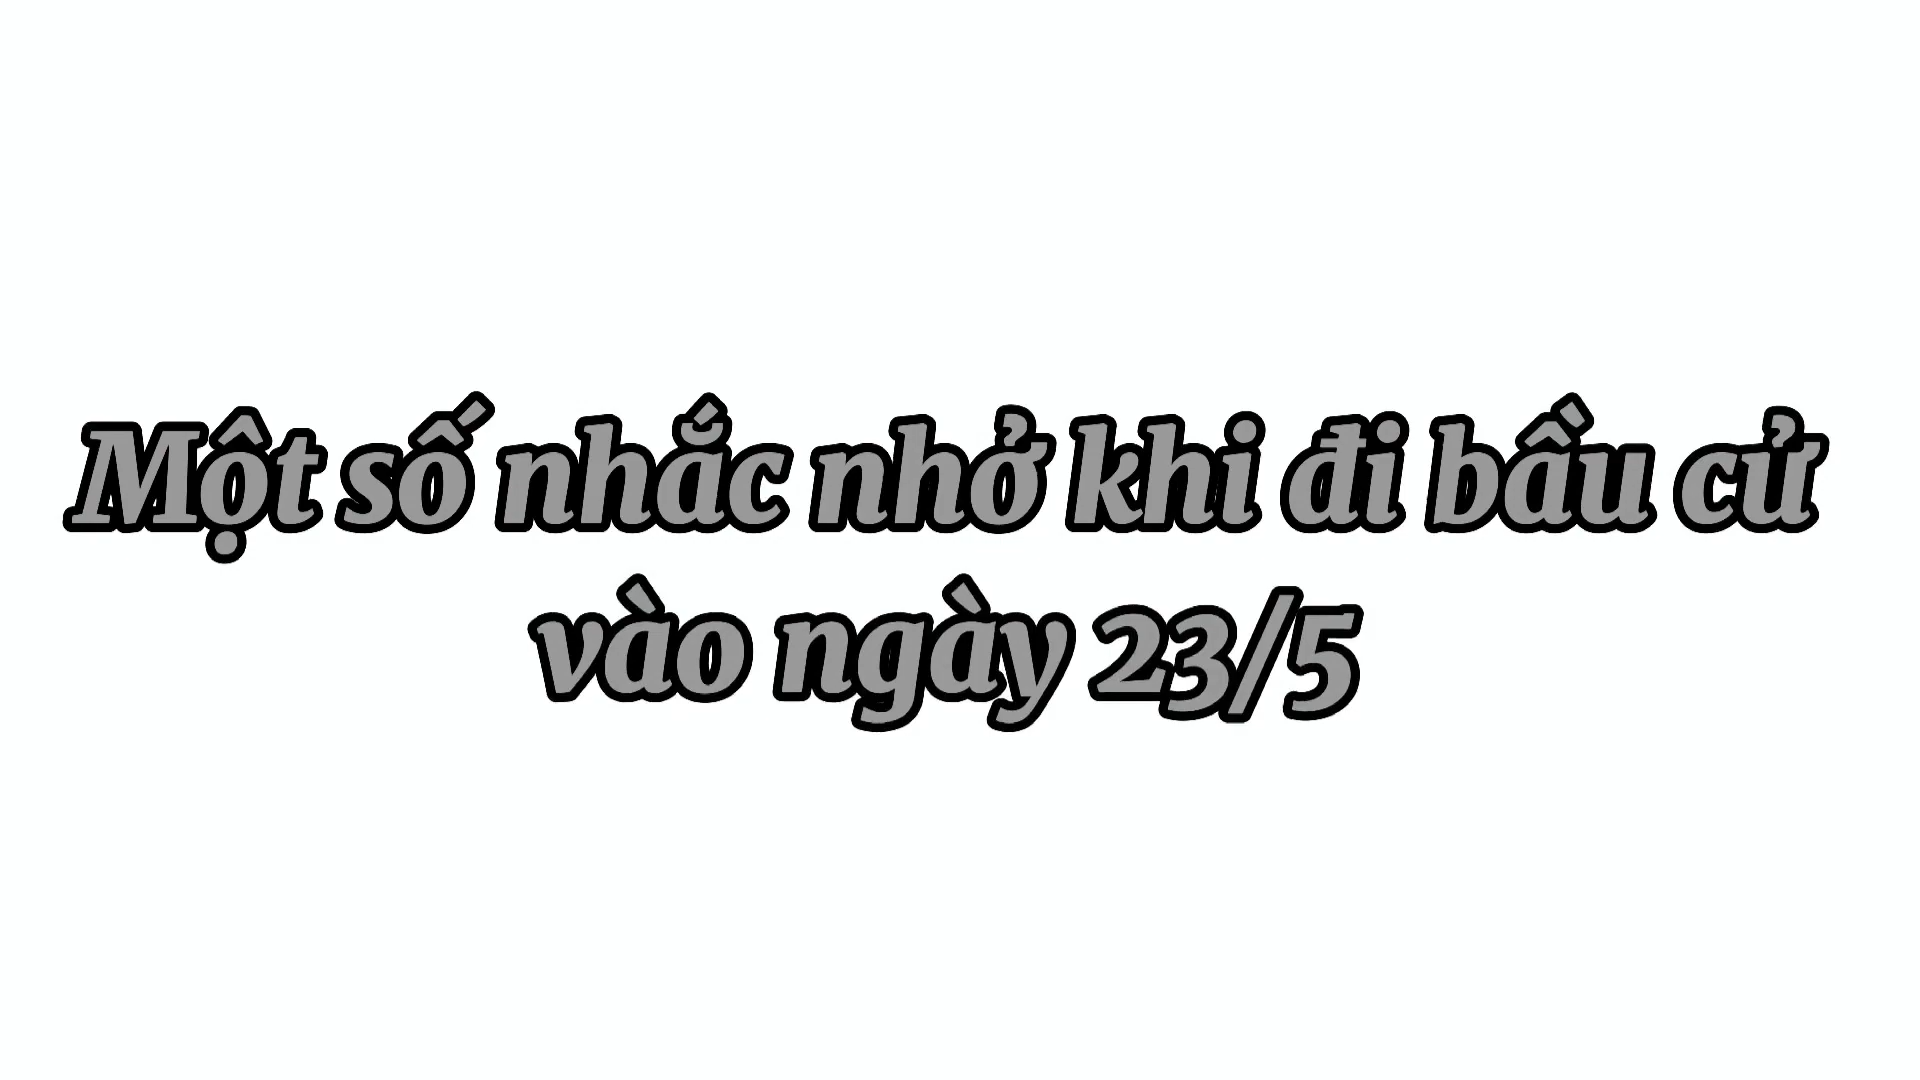 Một số nhắc nhở khi đi bầu cử
vào ngày 23/5